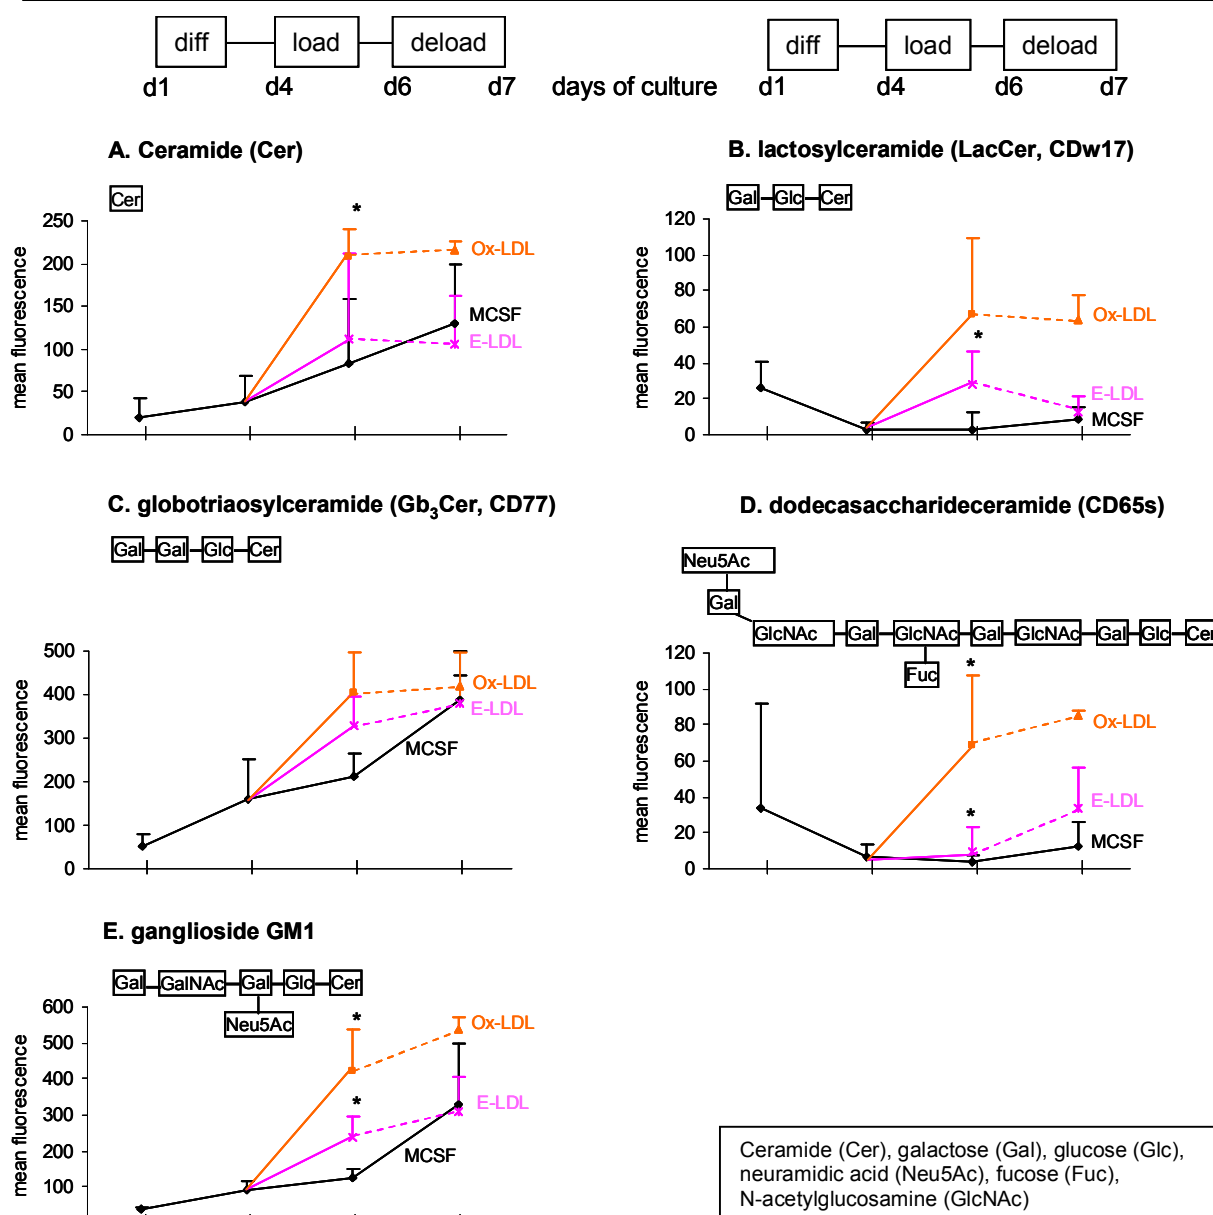 diff load deload
d1 d4 d6 d7
days of culture
diff load deload
d1 d4 d6 d7
A. Ceramide (Cer)
Cer
mean fluorescence
250
200
150
100
50
0
*
Ox-LDL
MCSF
E-LDL
B. lactosylceramide (LacCer, CDw17)
Gal Glc Cer
mean fluorescence
120
100
80
60
40
20
0
*
Ox-LDL
E-LDL
MCSF
C. globotriaosylceramide (Gb3Cer, CD77)
Gal Gal Glc Cer
mean fluorescence
500
400
300
200
100
0
Ox-LDL
E-LDL
MCSF
D. dodecasaccharideceramide (CD65s)
Neu5Ac
Gal
GlcNAc Gal GlcNAc Gal GlcNAc Gal Glc Cer
Fuc
mean fluorescence
120
100
80
60
40
20
0
*
*
Ox-LDL
E-LDL
MCSF
E. ganglioside GM1
Gal GalNAc Gal Glc Cer
Neu5Ac
mean fluorescence
600
500
400
300
200
100
*
*
Ox-LDL
E-LDL
MCSF
Ceramide (Cer), galactose (Gal), glucose (Glc),
neuramidic acid (Neu5Ac), fucose (Fuc),
N-acetylglucosamine (GlcNAc)